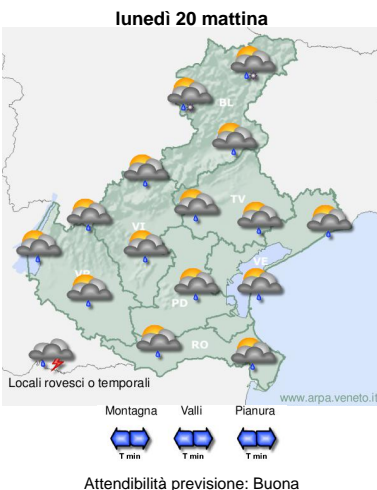 lunedì 20 mattina
BL
TV
VI
VE
VR
PD
RO
Locali rovesci o temporali
www.arpa.veneto.it
Montagna Valli Pianura
T min T min T min
Attendibilità previsione: Buona